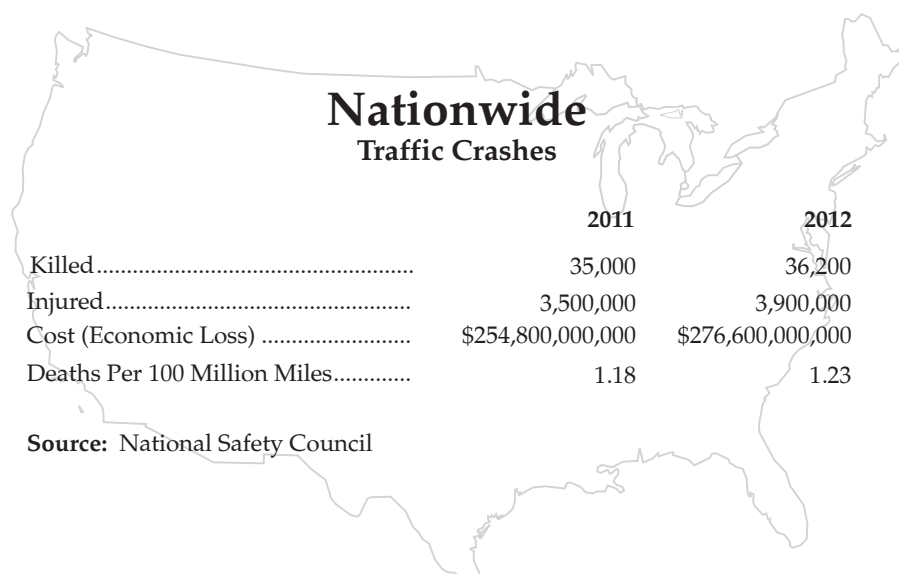 Nationwide
Traffic Crashes
2011 2012
Killed................................................ 35,000 36,200
Injured.............................................. 3,500,000 3,900,000
Cost (Economic Loss) ......................... $254,800,000,000 $276,600,000,000
Deaths Per 100 Million Miles............. 1.18 1.23
Source: National Safety Council